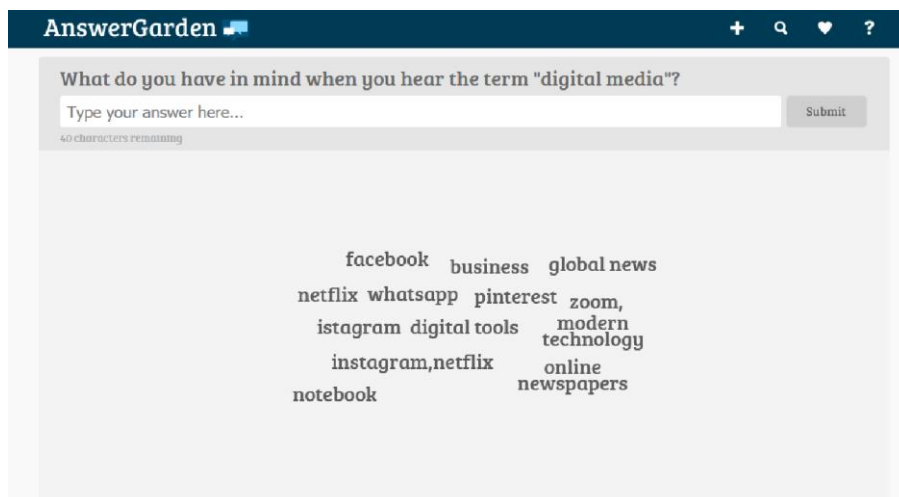 AnswerGarden
What do you have in mind when you hear the term "digital media"?
Type your answer here...
Submit
40 characters remaining
facebook business global news
netflix whatsapp pinterest zoom,
istagram digital tools modern
technology
instagram,netflix online
newspapers
notebook